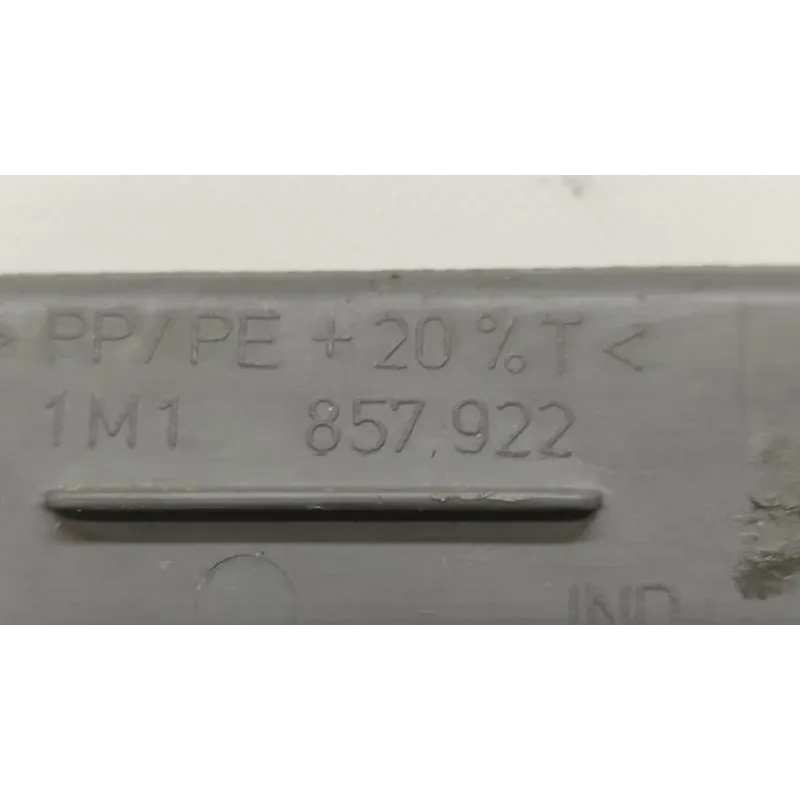 >PP/PE + 20 % T<
1M1 857.922
IND